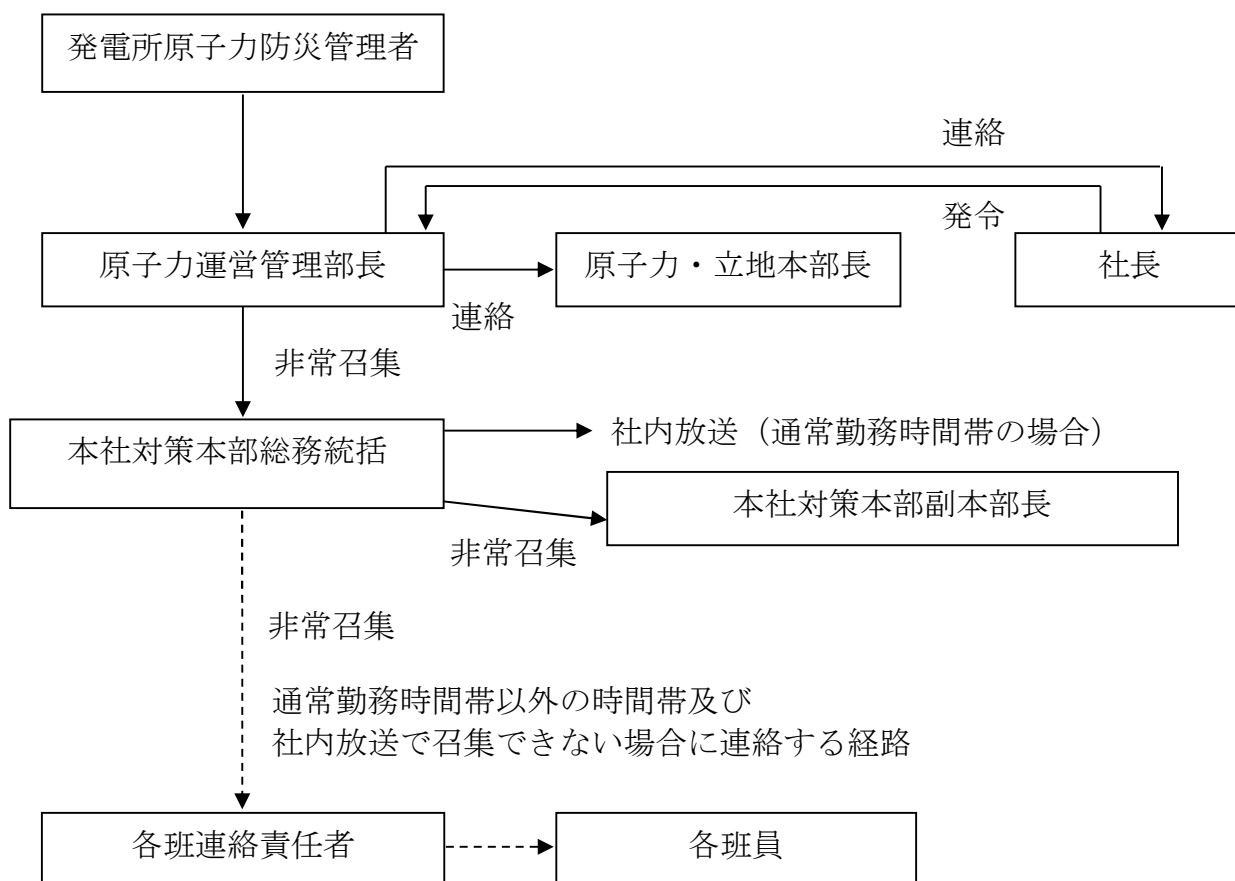 発電所原子力防災管理者
連絡
発令
原子力運営管理部長
原子力・立地本部長
社長
連絡
非常召集
本社対策本部総務統括
社内放送（通常勤務時間帯の場合）
本社対策本部副本部長
非常召集
非常召集
通常勤務時間帯以外の時間帯及び
社内放送で召集できない場合に連絡する経路
各班連絡責任者
各班員